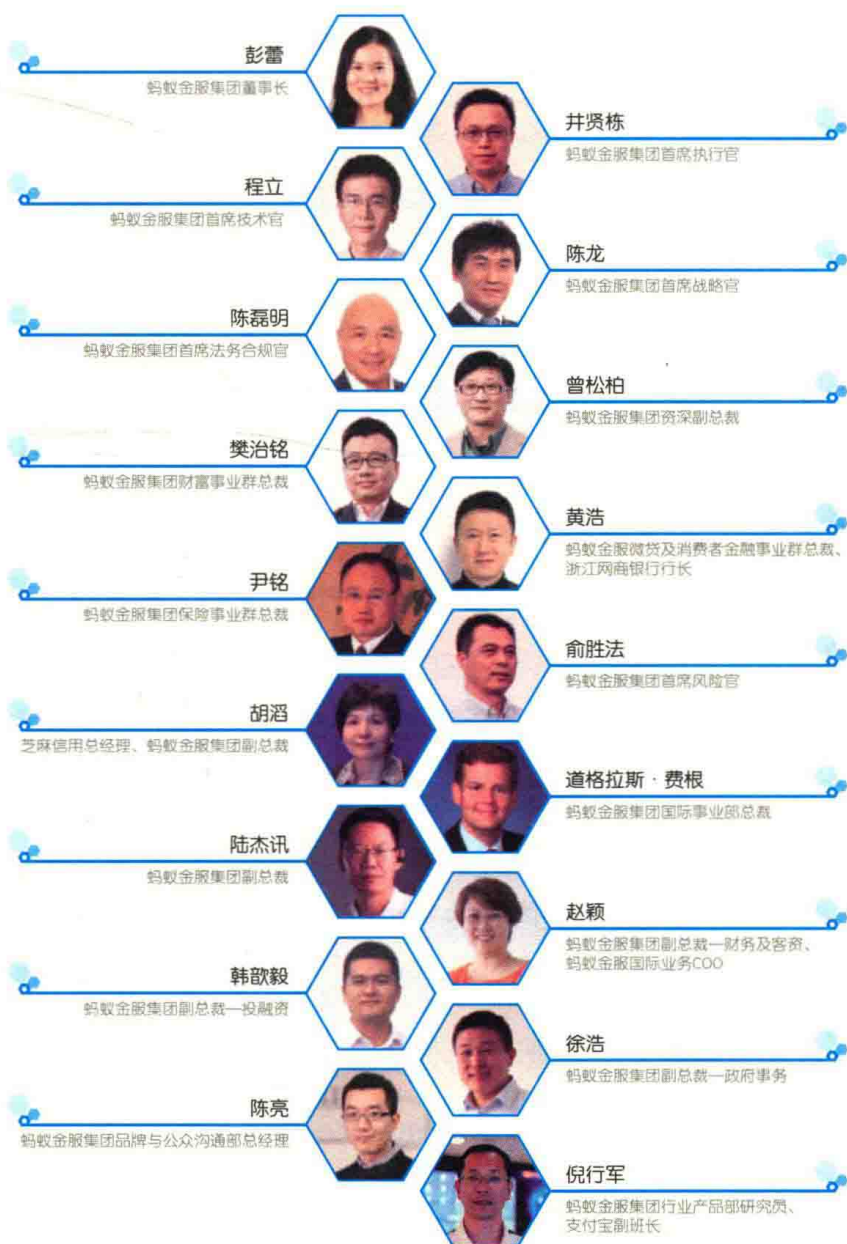 彭蕾
蚂蚁金服集团董事长
井贤栋
蚂蚁金服集团首席执行官
程立
蚂蚁金服集团首席技术官
陈龙
蚂蚁金服集团首席战略官
陈磊明
蚂蚁金服集团首席法务合规官
曾松柏
蚂蚁金服集团资深副总裁
樊治铭
蚂蚁金服集团财富事业群总裁
黄浩
蚂蚁金服微贷及消费者金融事业群总裁、
浙江网商银行行长
尹铭
蚂蚁金服集团保险事业群总裁
俞胜法
蚂蚁金服集团首席风险官
胡滔
芝麻信用总经理、蚂蚁金服集团副总裁
道格拉斯·费根
蚂蚁金服集团国际事业部总裁
陆杰讯
蚂蚁金服集团副总裁
赵颖
蚂蚁金服集团副总裁—财务及客资、
蚂蚁金服国际业务COO
韩歆毅
蚂蚁金服集团副总裁—投融资
徐浩
蚂蚁金服集团副总裁—政府事务
陈亮
蚂蚁金服集团品牌与公众沟通部总经理
倪行军
蚂蚁金服集团行业产品部研究员、
支付宝副班长